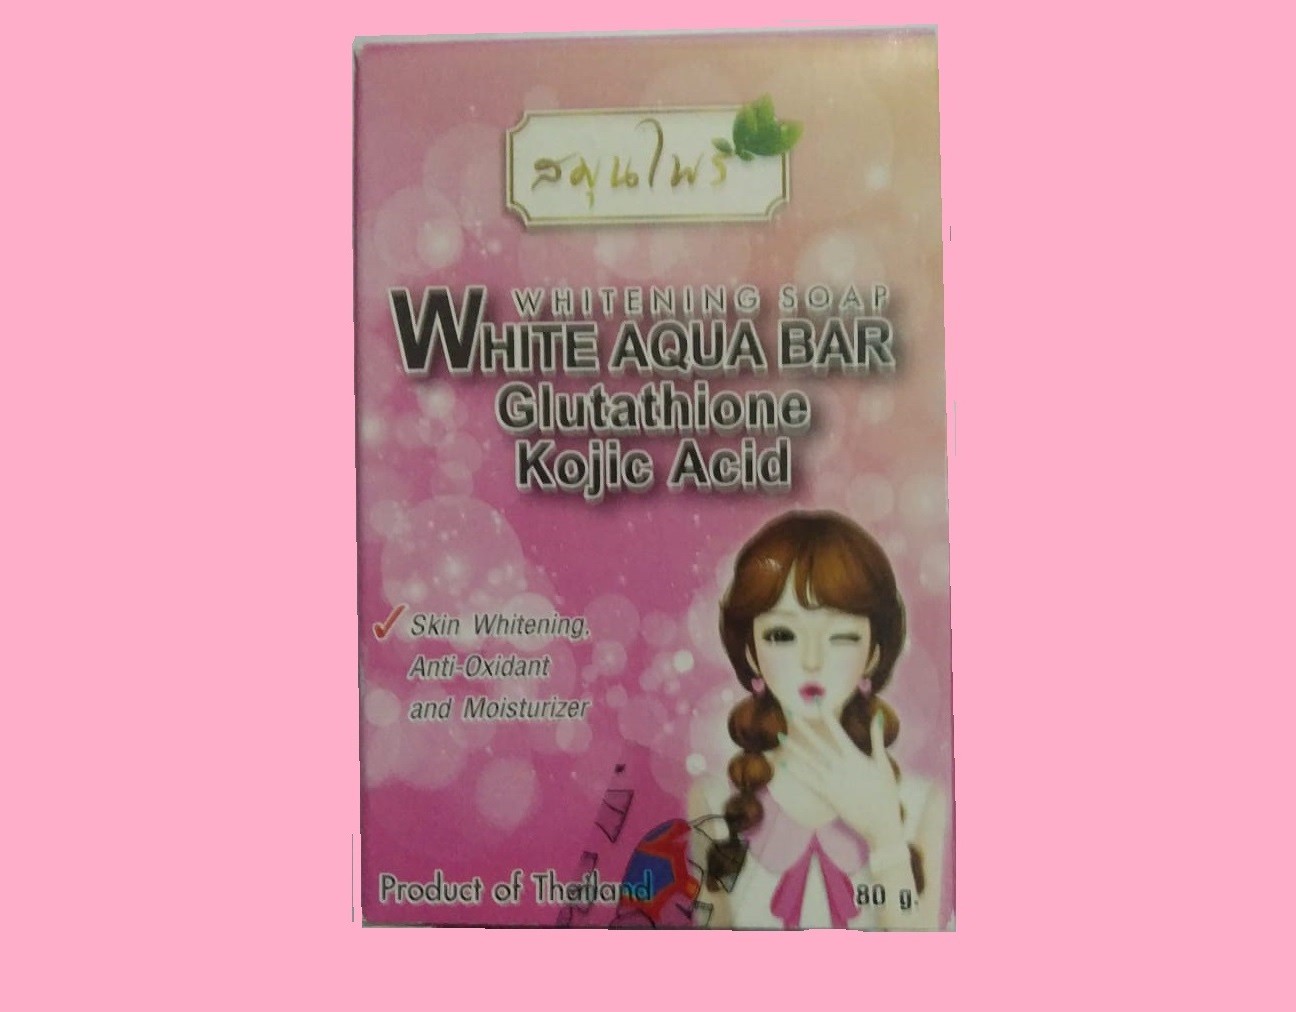 สมุนไพร
WHITENING SOAP
WHITE AQUA BAR
Glutathione
Kojic Acid
✓ Skin Whitening,
Anti-Oxidant
and Moisturizer
Product of Thailand
80 g.